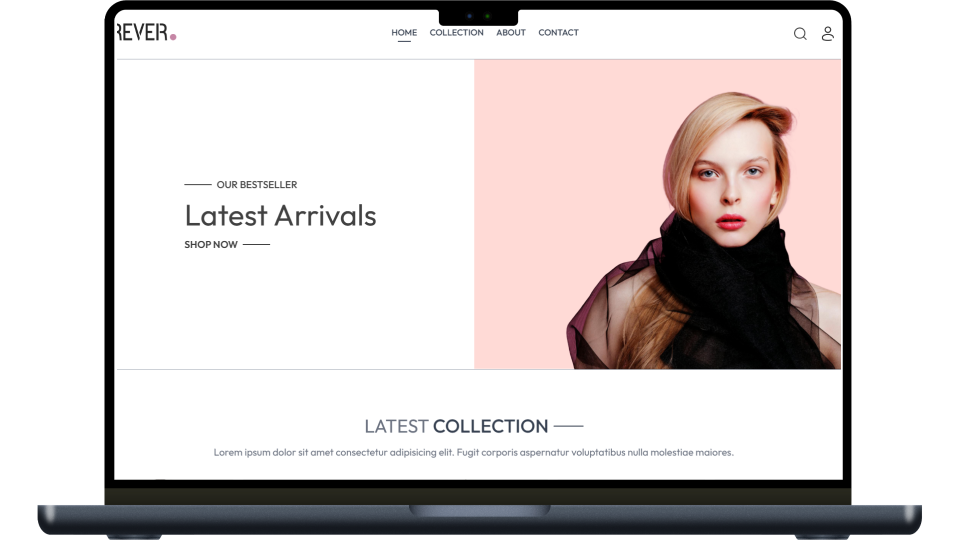 REVER.
HOME COLLECTION ABOUT CONTACT
OUR BESTSELLER
Latest Arrivals
SHOP NOW
LATEST COLLECTION
Lorem ipsum dolor sit amet consectetur adipisicing elit. Fugit corporis aspernatur voluptatibus nulla molestiae maiores.